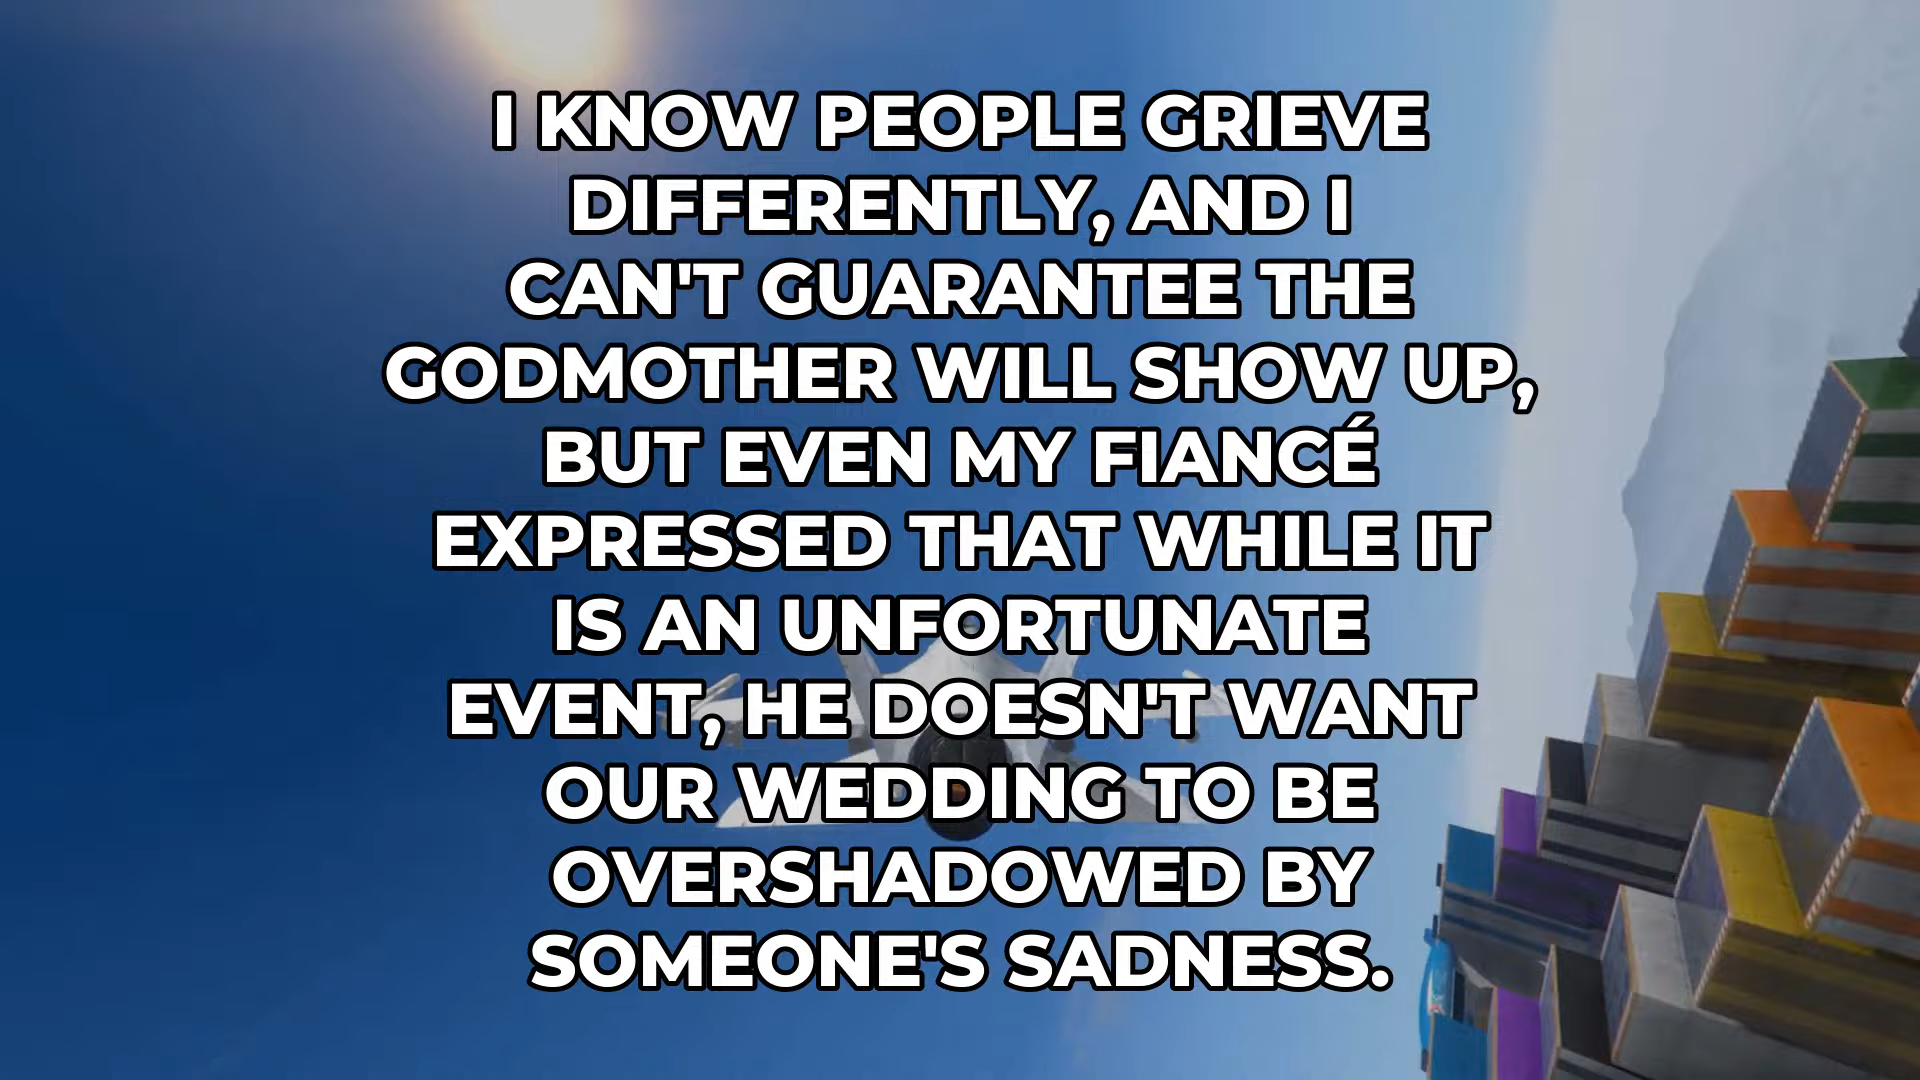 I KNOW PEOPLE GRIEVE
DIFFERENTLY, AND I
CAN'T GUARANTEE THE
GODMOTHER WILL SHOW UP,
BUT EVEN MY FIANCÉ
EXPRESSED THAT WHILE IT
IS AN UNFORTUNATE
EVENT, HE DOESN'T WANT
OUR WEDDING TO BE
OVERSHADOWED BY
SOMEONE'S SADNESS.